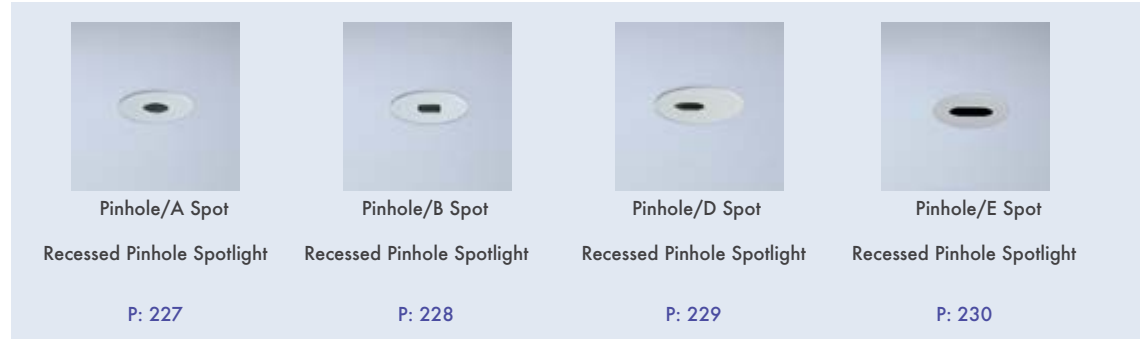 Pinhole/A Spot
Recessed Pinhole Spotlight
P: 227
Pinhole/B Spot
Recessed Pinhole Spotlight
P: 228
Pinhole/D Spot
Recessed Pinhole Spotlight
P: 229
Pinhole/E Spot
Recessed Pinhole Spotlight
P: 230